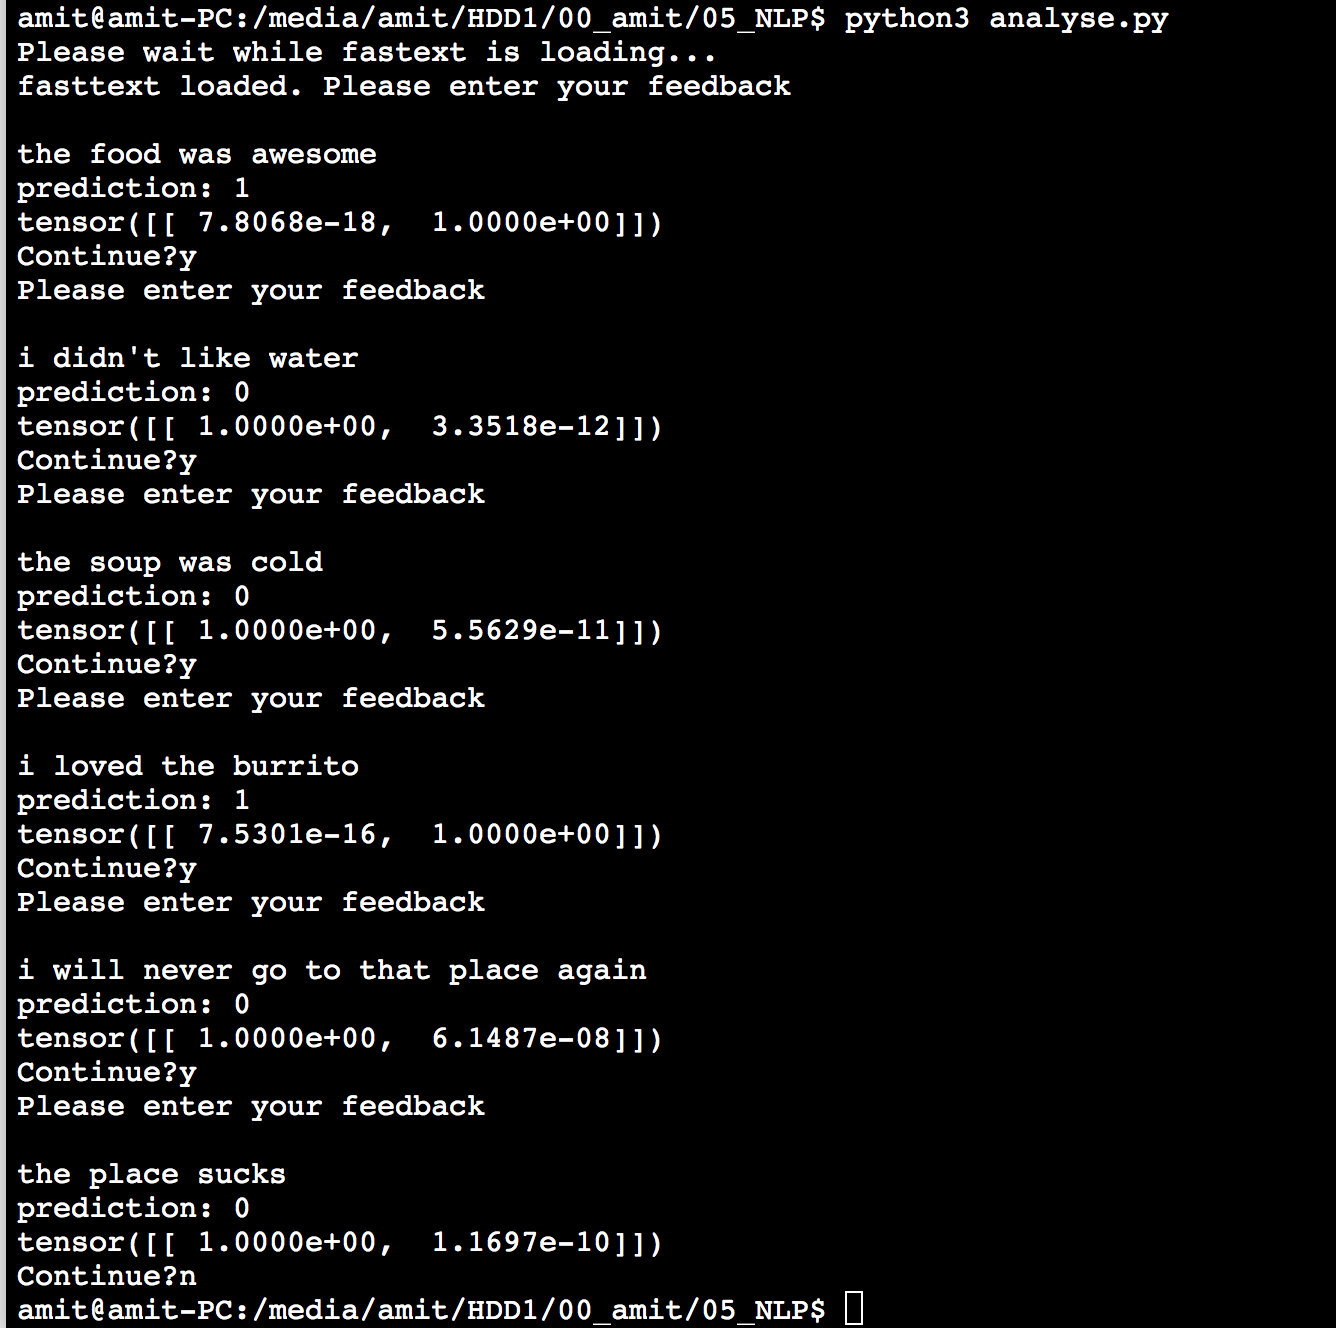 amit@amit-PC:/media/amit/HDD1/00_amit/05_NLP$ python3 analyse.py
Please wait while fastext is loading...
fasttext loaded. Please enter your feedback
the food was awesome
prediction: 1
tensor([[ 7.8068e-18,  1.0000e+00]])
Continue?y
Please enter your feedback
i didn't like water
prediction: 0
tensor([[ 1.0000e+00,  3.3518e-12]])
Continue?y
Please enter your feedback
the soup was cold
prediction: 0
tensor([[ 1.0000e+00,  5.5629e-11]])
Continue?y
Please enter your feedback
i loved the burrito
prediction: 1
tensor([[ 7.5301e-16,  1.0000e+00]])
Continue?y
Please enter your feedback
i will never go to that place again
prediction: 0
tensor([[ 1.0000e+00,  6.1487e-08]])
Continue?y
Please enter your feedback
the place sucks
prediction: 0
tensor([[ 1.0000e+00,  1.1697e-10]])
Continue?n
amit@amit-PC:/media/amit/HDD1/00_amit/05_NLP$